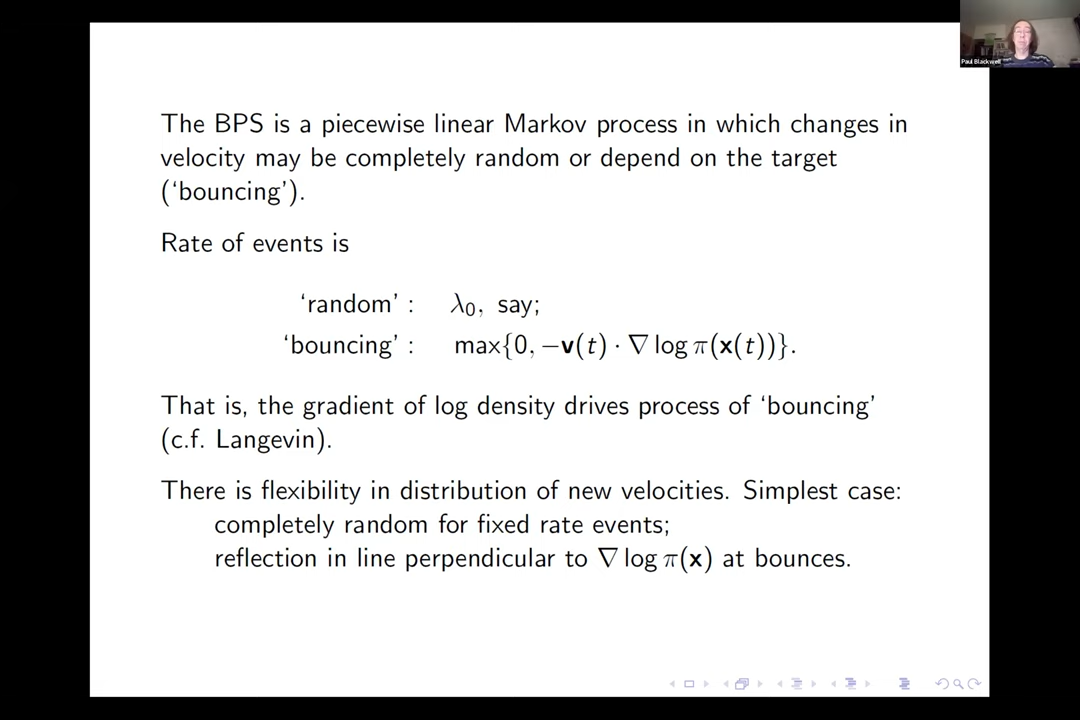 Paul Blackwell
The BPS is a piecewise linear Markov process in which changes in
velocity may be completely random or depend on the target
(‘bouncing’).
Rate of events is
‘random’ : λ₀, say;
‘bouncing’ : max{0, −v(t) · ∇ log π(x(t))}.
That is, the gradient of log density drives process of ‘bouncing’
(c.f. Langevin).
There is flexibility in distribution of new velocities. Simplest case:
completely random for fixed rate events;
reflection in line perpendicular to ∇ log π(x) at bounces.